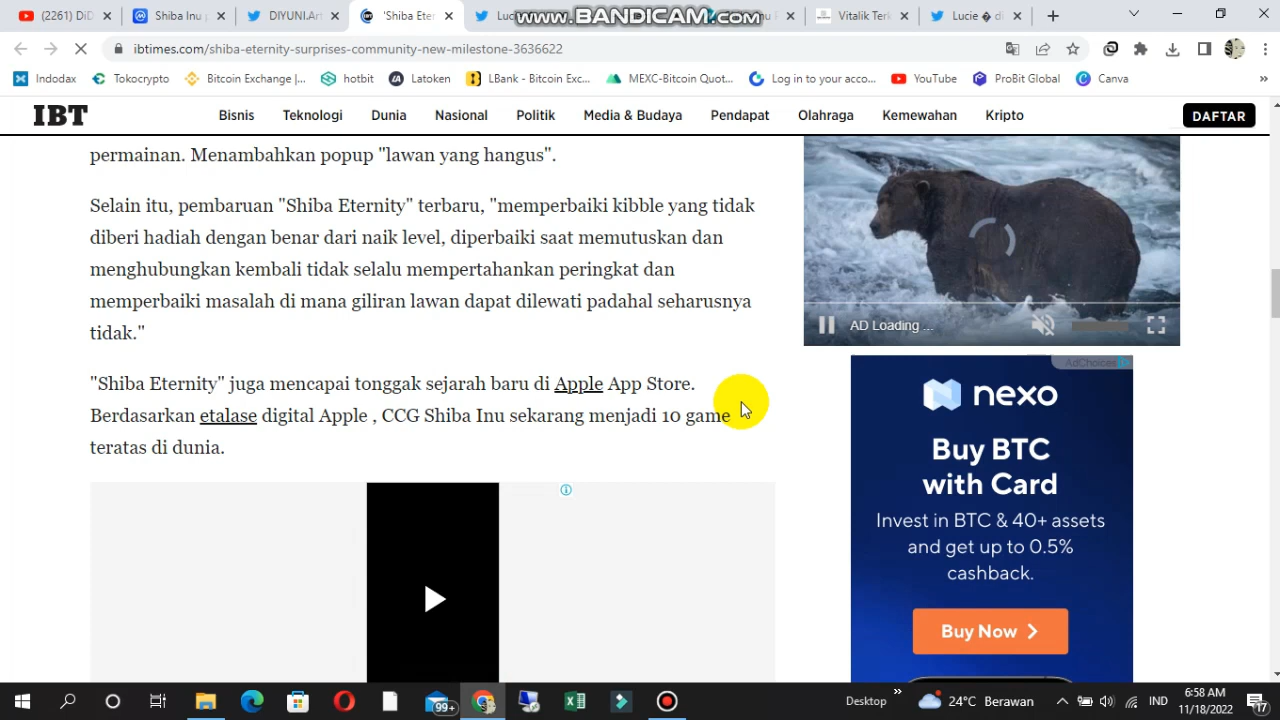 (2261) DiD
Shiba Inu p
DIYUNI.Art
'Shiba Eter
Luc
www.BANDICAM.com
Vitalik Terk
Lucie � di
ibtimes.com/shiba-eternity-surprises-community-new-milestone-3636622
Indodax
Tokocrypto
Bitcoin Exchange |...
hotbit
Latoken
LBank - Bitcoin Exc...
MEXC-Bitcoin Quot...
Log in to your acco...
YouTube
ProBit Global
Canva
»
IBT
Bisnis
Teknologi
Dunia
Nasional
Politik
Media & Budaya
Pendapat
Olahraga
Kemewahan
Kripto
DAFTAR
permainan. Menambahkan popup "lawan yang hangus".
Selain itu, pembaruan "Shiba Eternity" terbaru, "memperbaiki kibble yang tidak
diberi hadiah dengan benar dari naik level, diperbaiki saat memutuskan dan
menghubungkan kembali tidak selalu mempertahankan peringkat dan
memperbaiki masalah di mana giliran lawan dapat dilewati padahal seharusnya
tidak."
"Shiba Eternity" juga mencapai tonggak sejarah baru di Apple App Store.
Berdasarkan etalase digital Apple , CCG Shiba Inu sekarang menjadi 10 game
teratas di dunia.
AD Loading ...
AdChoices
nexo
Buy BTC
with Card
Invest in BTC & 40+ assets
and get up to 0.5%
cashback.
Buy Now
99+
Desktop
»
24°C Berawan
IND
6:58 AM
11/18/2022
17